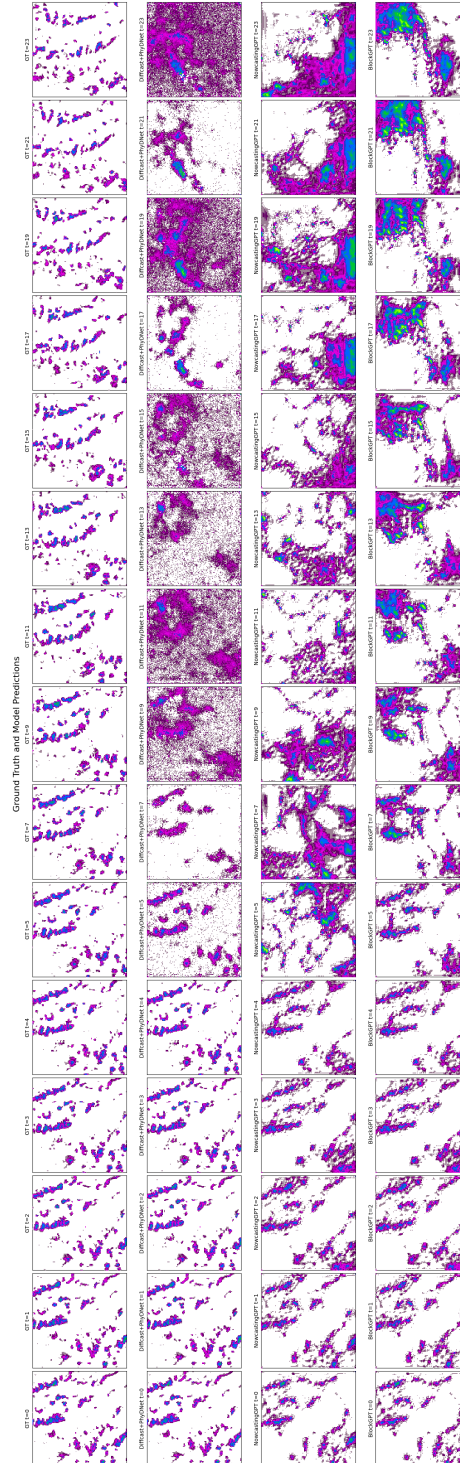 Ground Truth and Model Predictions
GT t=0
GT t=1
GT t=2
GT t=3
GT t=4
GT t=5
GT t=7
GT t=9
GT t=11
GT t=13
GT t=15
GT t=17
GT t=19
GT t=21
GT t=23
Diffcast+PhyDNet t=0
Diffcast+PhyDNet t=1
Diffcast+PhyDNet t=2
Diffcast+PhyDNet t=3
Diffcast+PhyDNet t=4
Diffcast+PhyDNet t=5
Diffcast+PhyDNet t=7
Diffcast+PhyDNet t=9
Diffcast+PhyDNet t=11
Diffcast+PhyDNet t=13
Diffcast+PhyDNet t=15
Diffcast+PhyDNet t=17
Diffcast+PhyDNet t=19
Diffcast+PhyDNet t=21
Diffcast+PhyDNet t=23
NowcastingGPT t=0
NowcastingGPT t=1
NowcastingGPT t=2
NowcastingGPT t=3
NowcastingGPT t=4
NowcastingGPT t=5
NowcastingGPT t=7
NowcastingGPT t=9
NowcastingGPT t=11
NowcastingGPT t=13
NowcastingGPT t=15
NowcastingGPT t=17
NowcastingGPT t=19
NowcastingGPT t=21
NowcastingGPT t=23
BlockGPT t=0
BlockGPT t=1
BlockGPT t=2
BlockGPT t=3
BlockGPT t=4
BlockGPT t=5
BlockGPT t=7
BlockGPT t=9
BlockGPT t=11
BlockGPT t=13
BlockGPT t=15
BlockGPT t=17
BlockGPT t=19
BlockGPT t=21
BlockGPT t=23